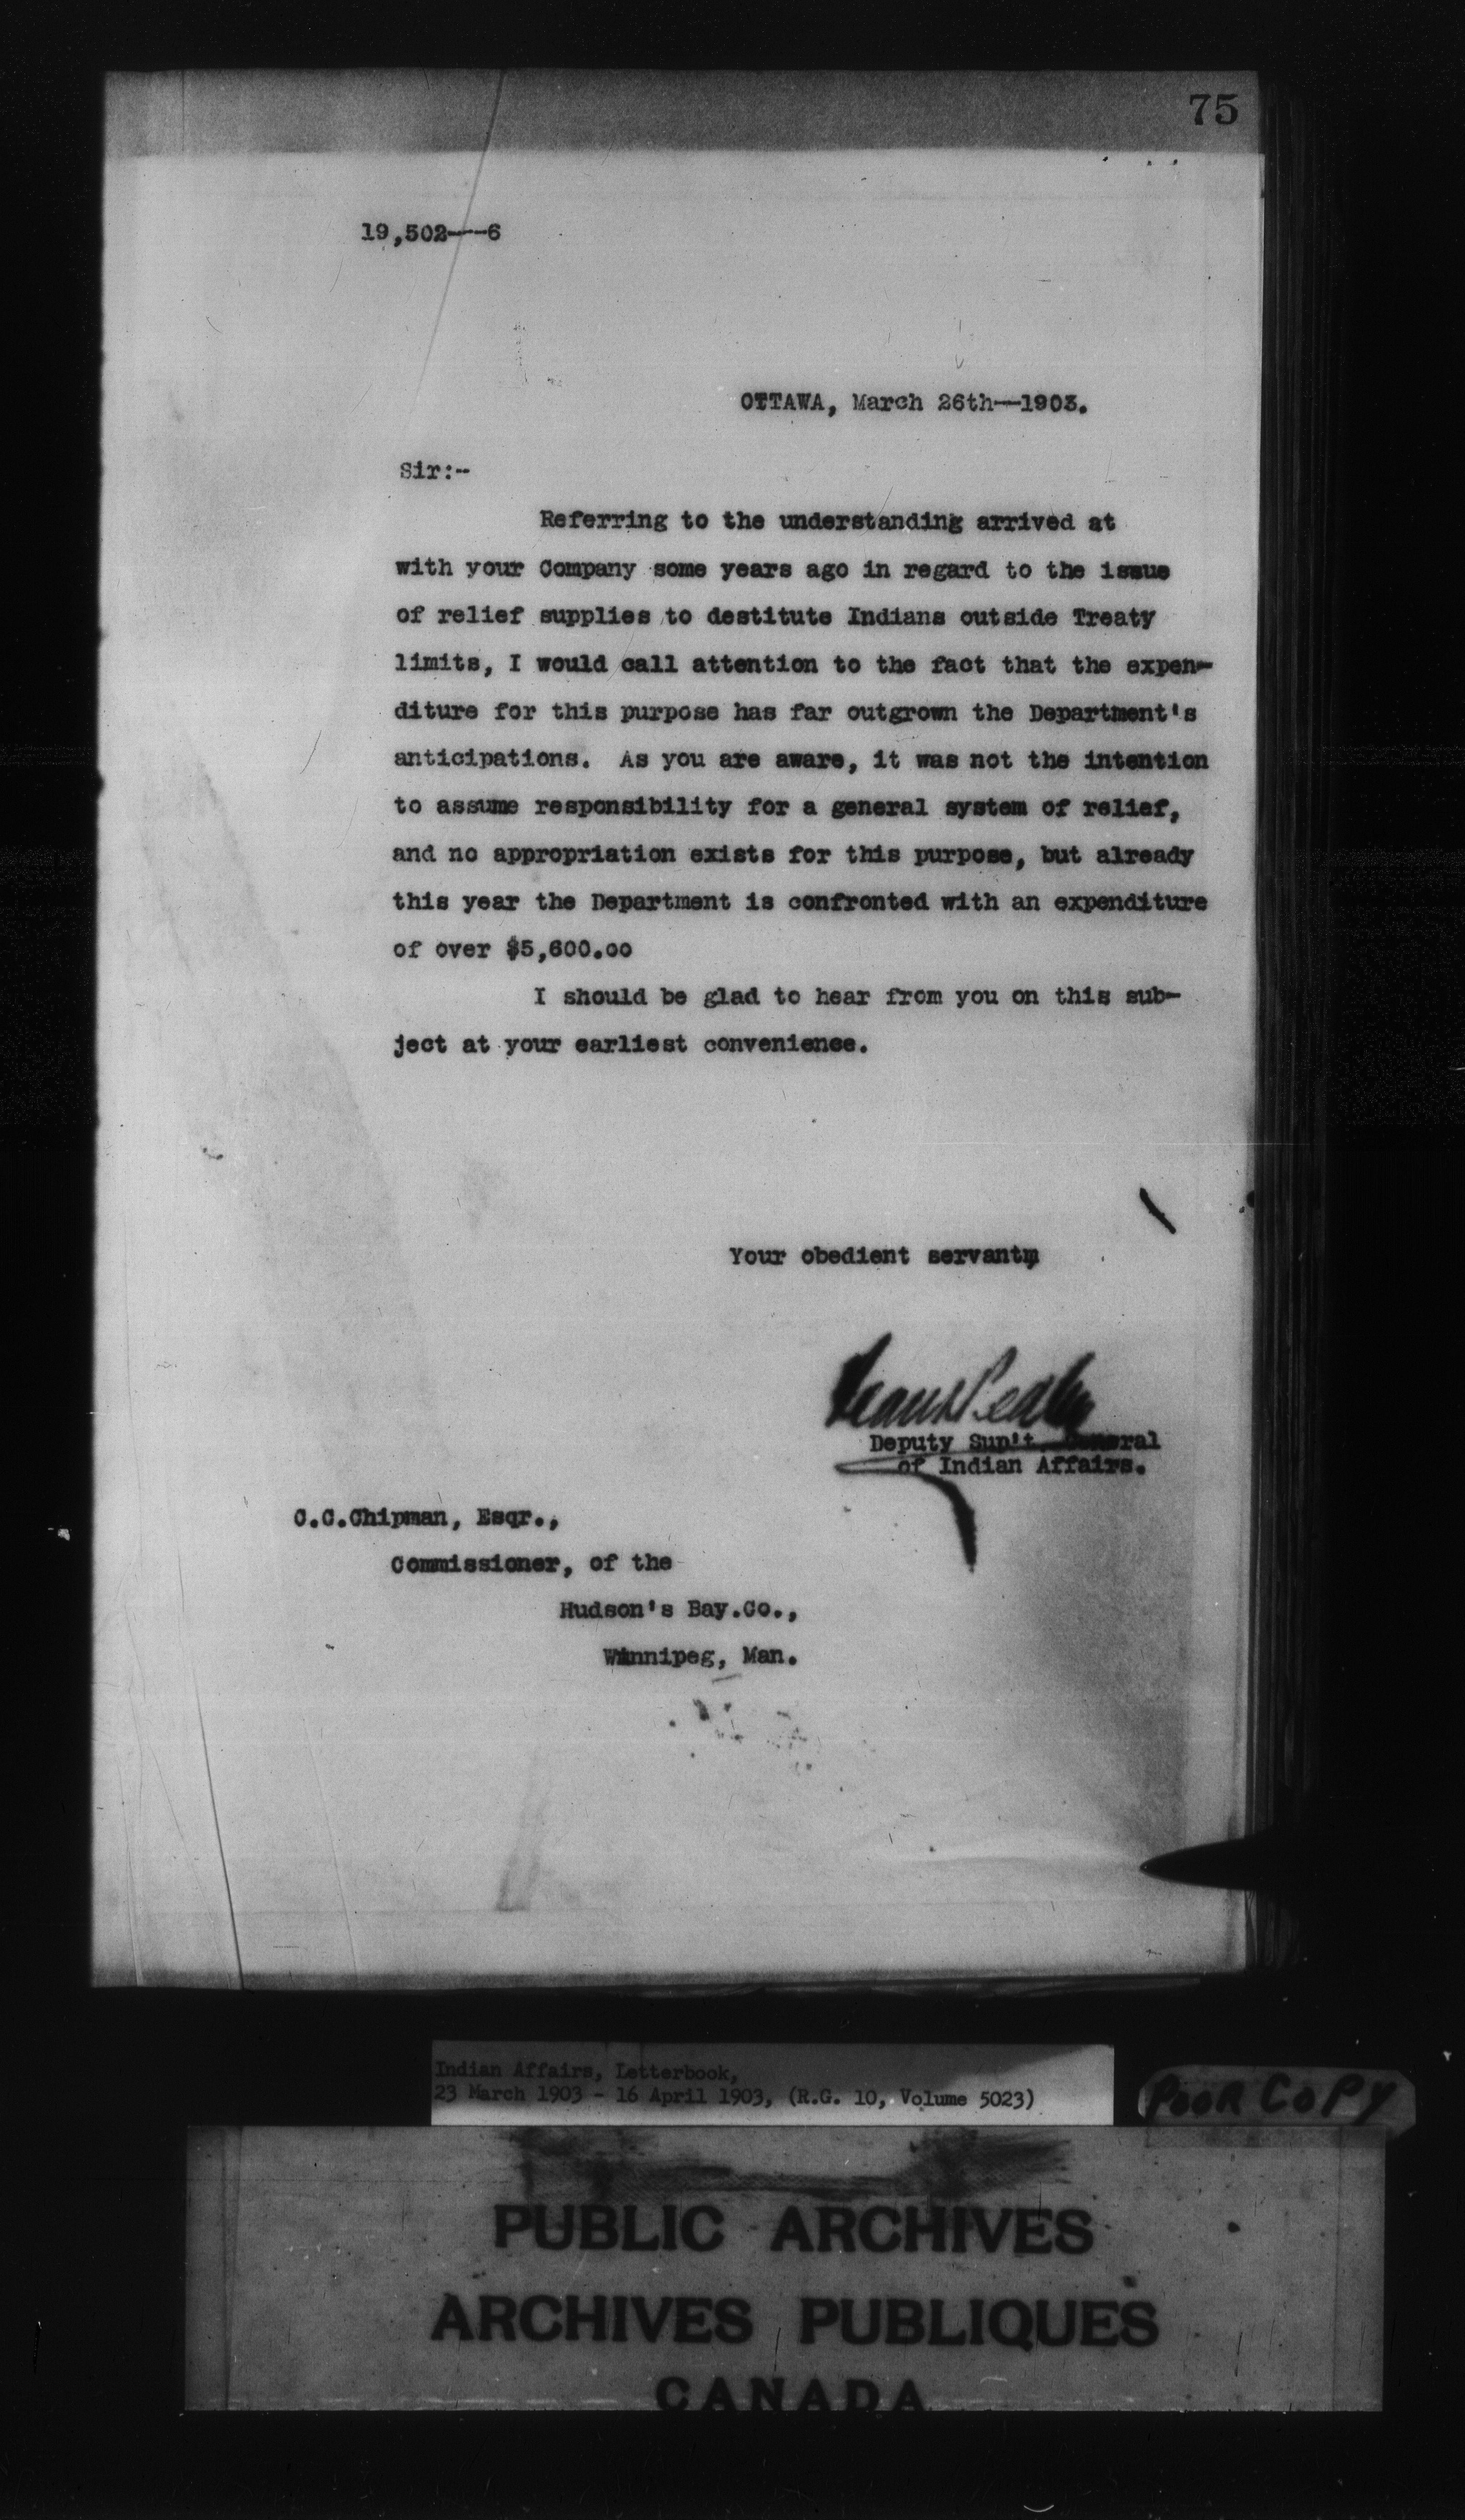 75
19,502---6
OTTAWA, March 26th--1903.
Sir:--
Referring to the understanding arrived at
with your Company some years ago in regard to the issue
of relief supplies to destitute Indians outside Treaty
limits, I would call attention to the fact that the expen-
diture for this purpose has far outgrown the Department's
anticipations. As you are aware, it was not the intention
to assume responsibility for a general system of relief,
and no appropriation exists for this purpose, but already
this year the Department is confronted with an expenditure
of over $5,600.00
I should be glad to hear from you on this sub-
ject at your earliest convenience.
Your obedient servant,
Frank Pedley
Deputy Sup't. General
of Indian Affairs.
C.C.Chipman, Esqr.,
Commissioner, of the
Hudson's Bay.Co.,
Winnipeg, Man.
Indian Affairs, Letterbook,
23 March 1903 - 16 April 1903, (R.G. 10, Volume 5023)
POOR COPY
PUBLIC ARCHIVES
ARCHIVES PUBLIQUES
CANADA